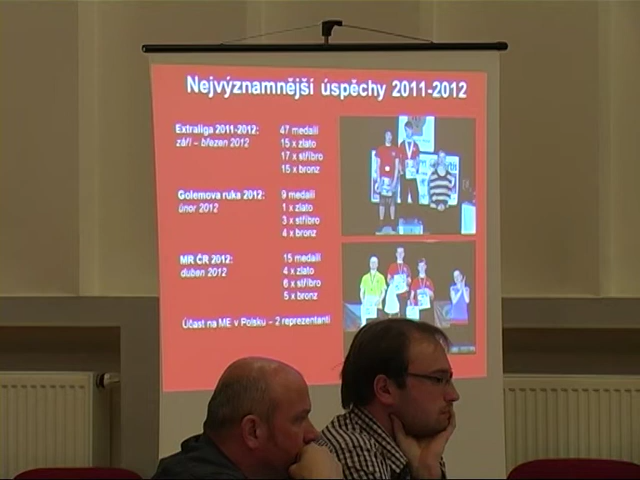 Nejvýznamnější úspěchy 2011-2012
Extraliga 2011-2012: 47 medailí
září – březen 2012 15 x zlato
17 x stříbro
15 x bronz
Golemova ruka 2012: 9 medailí
únor 2012 1 x zlato
3 x stříbro
4 x bronz
MR ČR 2012: 15 medailí
duben 2012 4 x zlato
6 x stříbro
5 x bronz
Účast na ME v Polsku – 2 reprezentanti